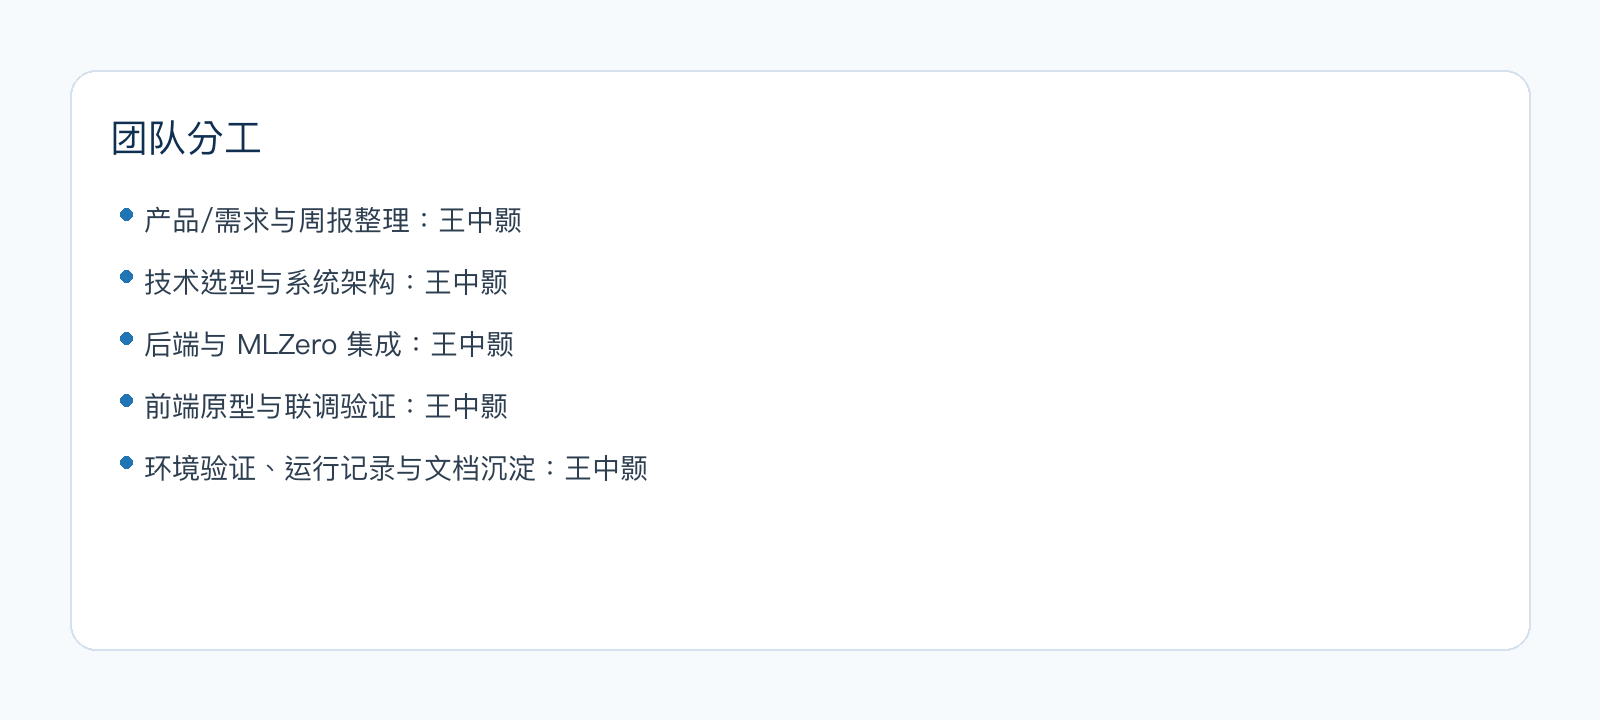 团队分工
产品/需求与周报整理：王中颢
技术选型与系统架构：王中颢
后端与 MLZero 集成：王中颢
前端原型与联调验证：王中颢
环境验证、运行记录与文档沉淀：王中颢